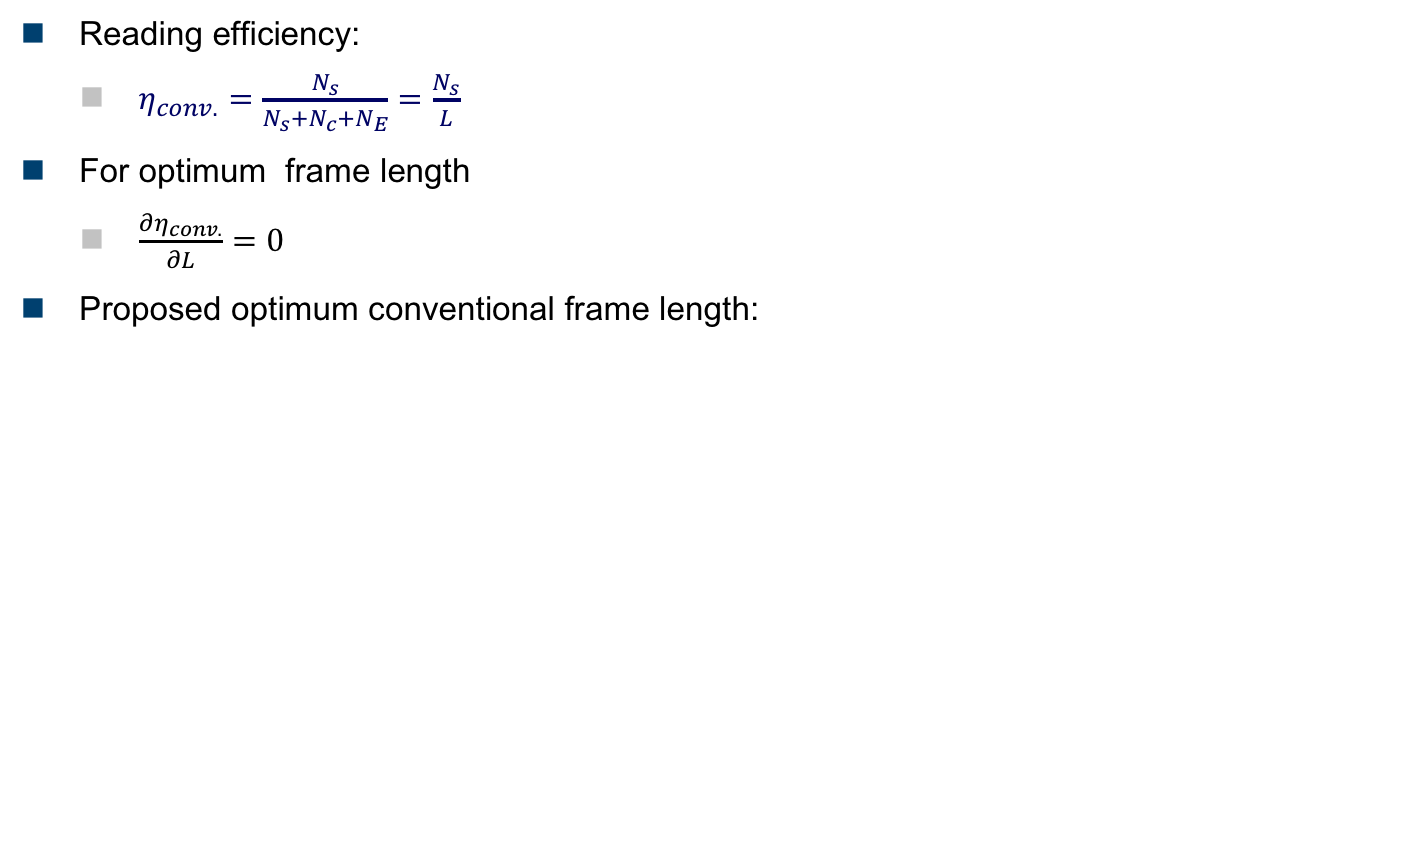 Reading efficiency:
η_conv. = N_s / (N_s+N_c+N_E) = N_s / L
For optimum frame length
∂η_conv. / ∂L = 0
Proposed optimum conventional frame length: